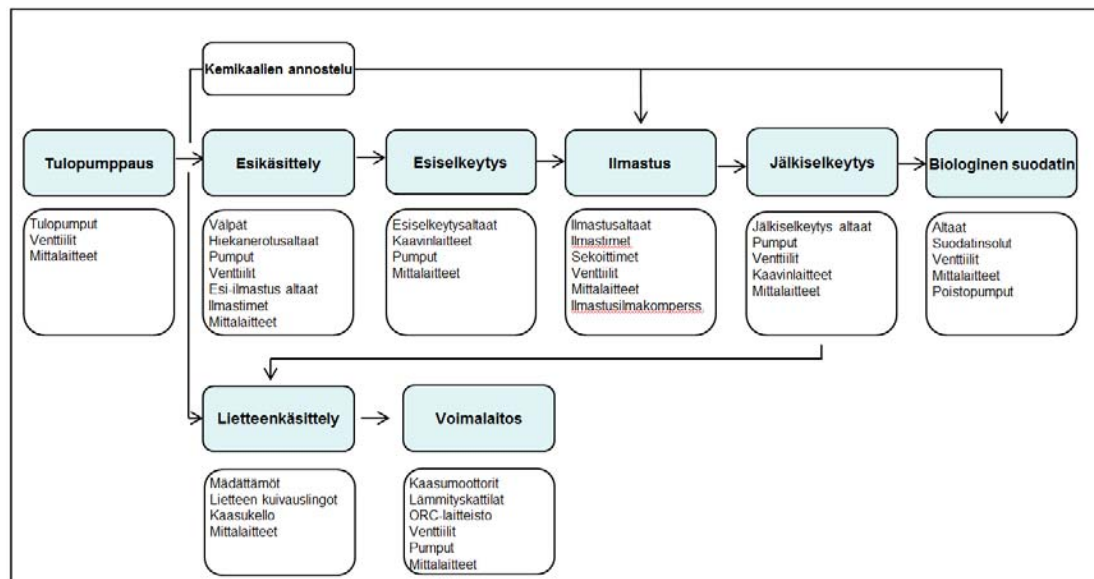 Kemikaalien annostelu
Tulopumppaus
Esikäsittely
Esiselkeytys
Ilmastus
Jälkiselkeytys
Biologinen suodatin
Tulopumput
Venttiilit
Mittalaitteet
Välpät
Hiekanerotusaltaat
Pumput
Venttiilit
Esi-ilmastus altaat
Ilmastimet
Mittalaitteet
Esiselkeytysaltaat
Kaavinlaitteet
Pumput
Mittalaitteet
Ilmastusaltaat
Ilmastimet
Sekoittimet
Venttiilit
Mittalaitteet
Ilmastusilmakomperss.
Jälkiselkeytys altaat
Pumput
Venttiilit
Kaavinlaitteet
Mittalaitteet
Altaat
Suodatinsolut
Venttiilit
Mittalaitteet
Poistopumput
Lietteenkäsittely
Voimalaitos
Mädättämöt
Lietteen kuivauslingot
Kaasukello
Mittalaitteet
Kaasumoottorit
Lämmityskattilat
ORC-laitteisto
Venttiilit
Pumput
Mittalaitteet